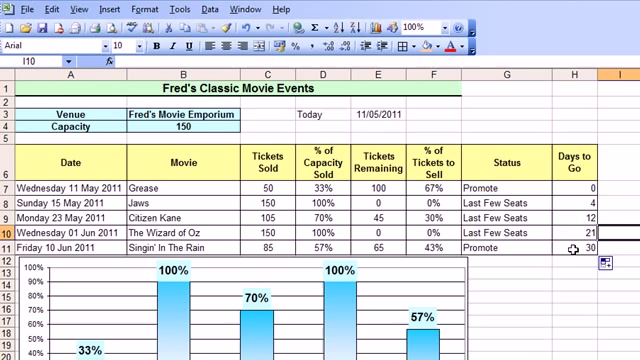 File Edit View Insert Format Tools Data Window Help
100%
Arial 10 B I U
I10 fx
A B C D E F G H I
1 Fred's Classic Movie Events
2
3 Venue Fred's Movie Emporium Today 11/05/2011
4 Capacity 150
5
6 Date Movie Tickets Sold % of Capacity Sold Tickets Remaining % of Tickets to Sell Status Days to Go
7 Wednesday 11 May 2011 Grease 50 33% 100 67% Promote 0
8 Sunday 15 May 2011 Jaws 150 100% 0 0% Last Few Seats 4
9 Monday 23 May 2011 Citizen Kane 105 70% 45 30% Last Few Seats 12
10 Wednesday 01 Jun 2011 The Wizard of Oz 150 100% 0 0% Last Few Seats 21
11 Friday 10 Jun 2011 Singin' In The Rain 85 57% 65 43% Promote 30
12 100% 100% 100%
13 90%
14 80%
15 70% 70%
16 60%
17 57%
18 50%
19 40% 33%